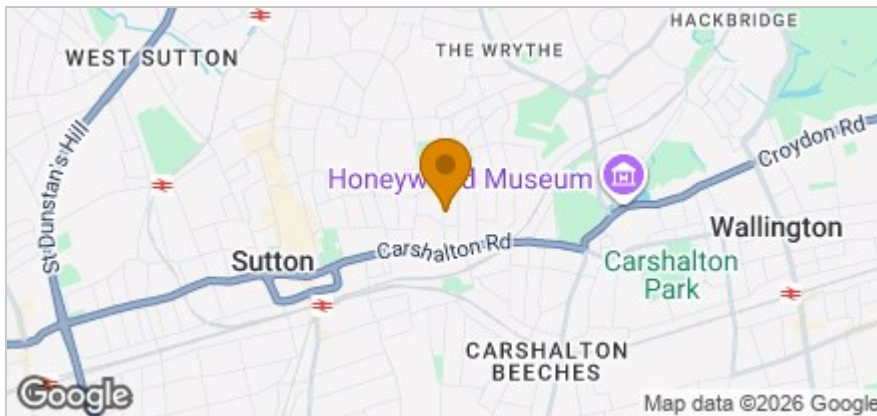 HACKBRIDGE
WEST SUTTON
THE WRYTHE
St Dunstan's Hill
Croydon Rd
Honeywood Museum
Wallington
Carshalton Rd
Sutton
Carshalton
Park
CARSHALTON
BEECHES
Google
Map data ©2026 Google